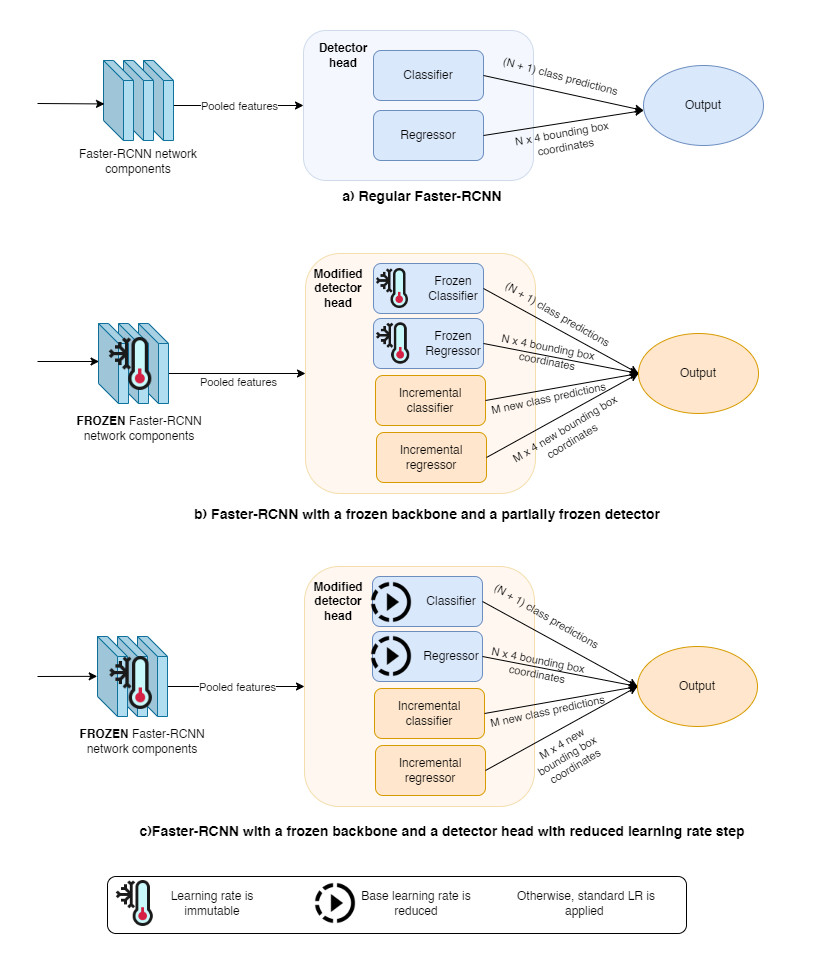 Detector
head
Classifier
(N + 1) class predictions
Pooled features
Output
Regressor
N x 4 bounding box
coordinates
Faster-RCNN network
components
a) Regular Faster-RCNN
Modified
detector
head
Frozen
Classifier
(N + 1) class predictions
Frozen
Regressor
N x 4 bounding box
coordinates
Pooled features
Output
Incremental
classifier
M new class predictions
FROZEN Faster-RCNN
network components
Incremental
regressor
M x 4 new bounding box
coordinates
b) Faster-RCNN with a frozen backbone and a partially frozen detector
Modified
detector
head
Classifier
(N + 1) class predictions
Regressor
N x 4 bounding box
coordinates
Pooled features
Output
Incremental
classifier
M new class predictions
FROZEN Faster-RCNN
network components
Incremental
regressor
M x 4 new
bounding box
coordinates
c)Faster-RCNN with a frozen backbone and a detector head with reduced learning rate step
Learning rate is
immutable
Base learning rate is
reduced
Otherwise, standard LR is
applied